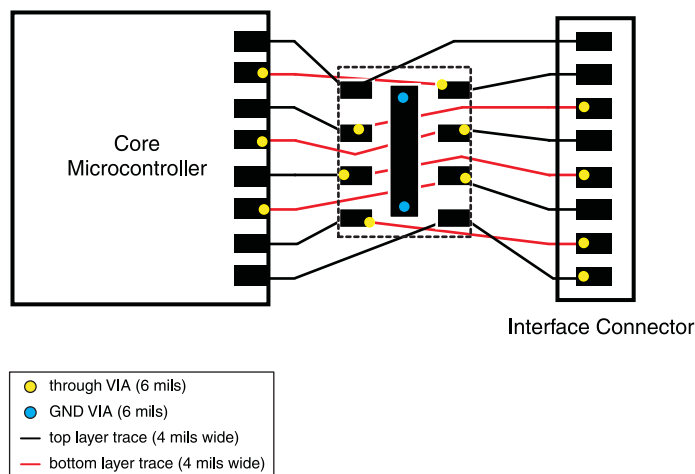 Core
Microcontroller
Interface Connector
through VIA (6 mils)
GND VIA (6 mils)
top layer trace (4 mils wide)
bottom layer trace (4 mils wide)